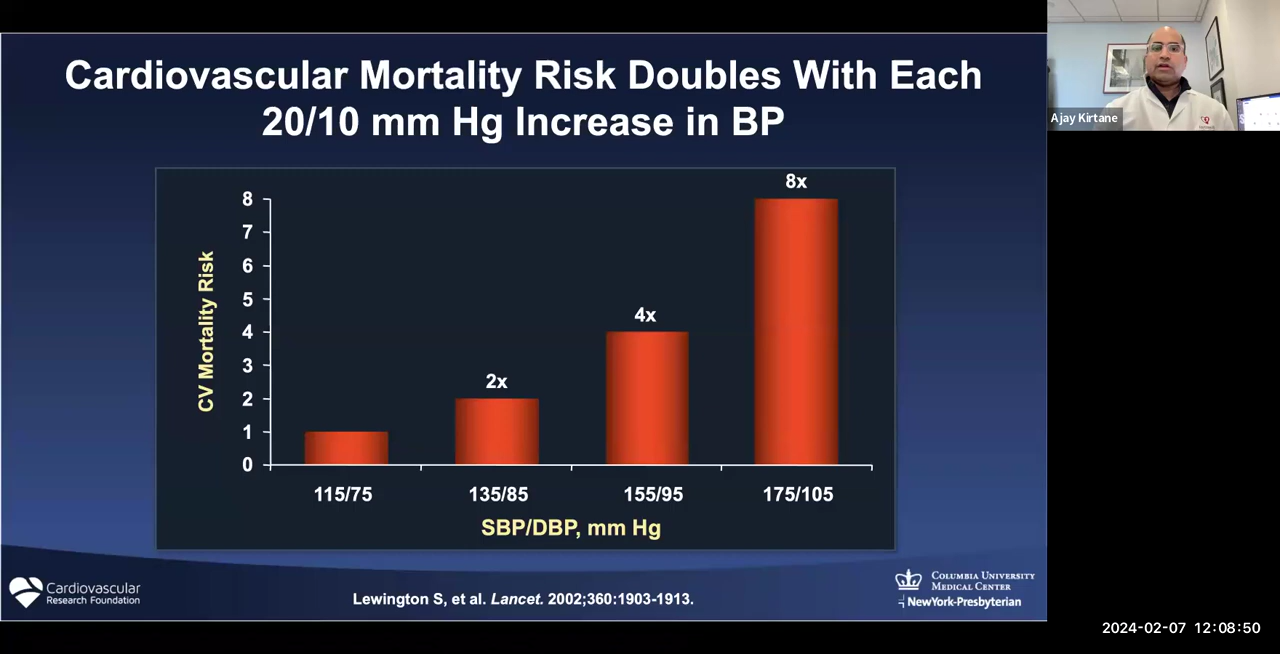 Cardiovascular Mortality Risk Doubles With Each
20/10 mm Hg Increase in BP
Ajay Kirtane
8x
8
7
6
5
4x
4
3
2x
2
1
0
CV Mortality Risk
115/75
135/85
155/95
175/105
SBP/DBP, mm Hg
Cardiovascular
Research Foundation
Lewington S, et al. Lancet. 2002;360:1903-1913.
COLUMBIA UNIVERSITY
MEDICAL CENTER
NewYork-Presbyterian
2024-02-07 12:08:50